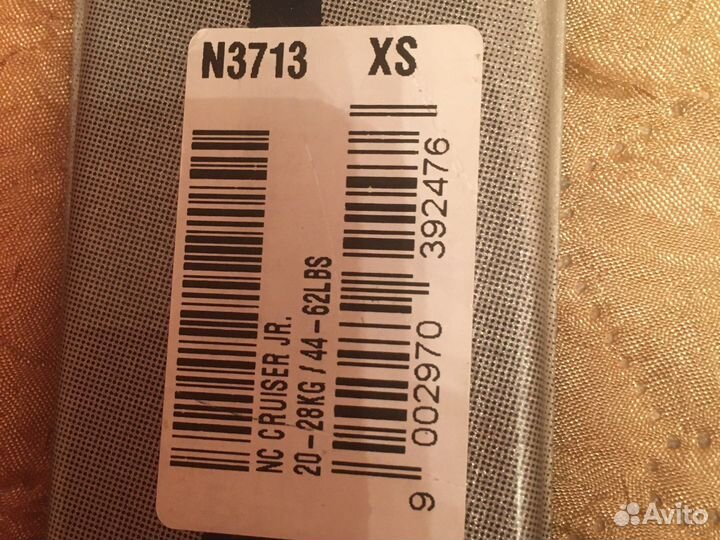 N3713 XS
NC CRUISER JR.
20-28KG / 44-62LBS
9 002970 392476
Avito